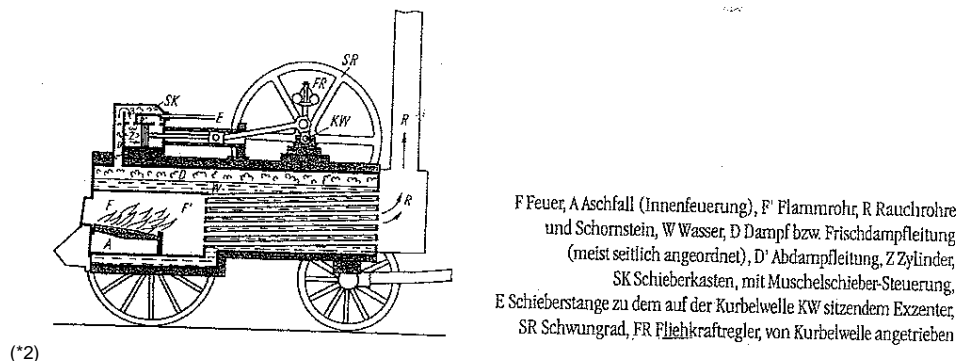 SK
E
FR
SR
KW
Z
R
D
W
F
F'
R
A
F Feuer, A Aschfall (Innenfeuerung), F' Flammrohr, R Rauchrohre
und Schornstein, W Wasser, D Dampf bzw. Frischdampfleitung
(meist seitlich angeordnet), D' Abdampfleitung, Z Zylinder,
SK Schieberkasten, mit Muschelschieber-Steuerung,
E Schieberstange zu dem auf der Kurbelwelle KW sitzendem Exzenter,
SR Schwungrad, FR Fliehkraftregler, von Kurbelwelle angetrieben
(*2)